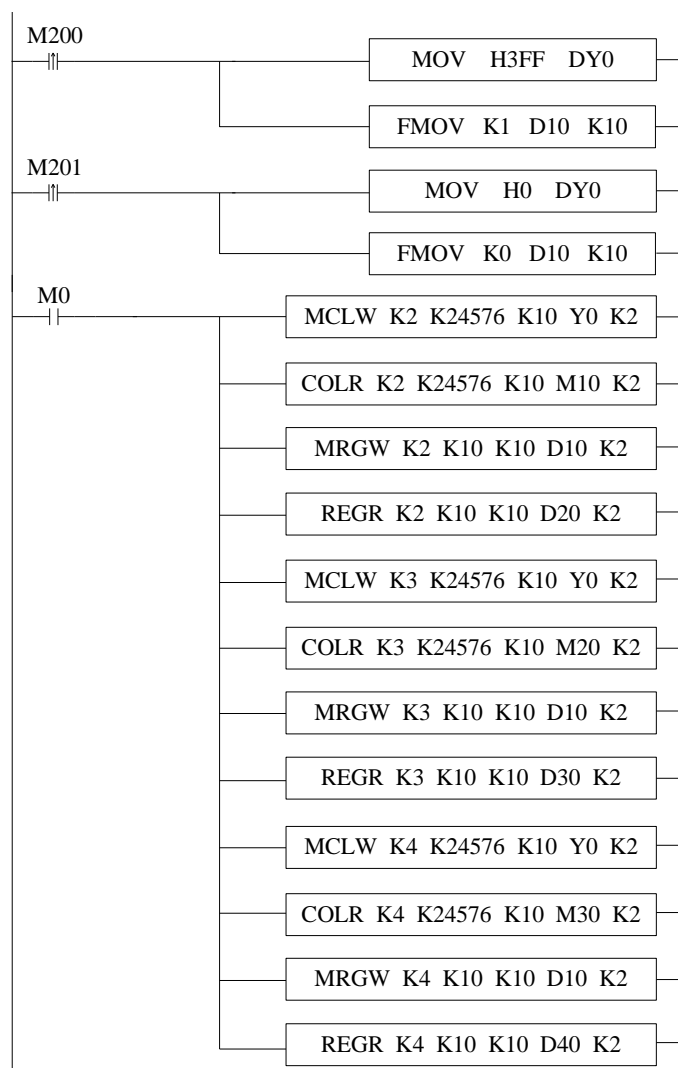 M200
MOV H3FF DY0
FMOV K1 D10 K10
M201
MOV H0 DY0
FMOV K0 D10 K10
M0
MCLW K2 K24576 K10 Y0 K2
COLR K2 K24576 K10 M10 K2
MRGW K2 K10 K10 D10 K2
REGR K2 K10 K10 D20 K2
MCLW K3 K24576 K10 Y0 K2
COLR K3 K24576 K10 M20 K2
MRGW K3 K10 K10 D10 K2
REGR K3 K10 K10 D30 K2
MCLW K4 K24576 K10 Y0 K2
COLR K4 K24576 K10 M30 K2
MRGW K4 K10 K10 D10 K2
REGR K4 K10 K10 D40 K2